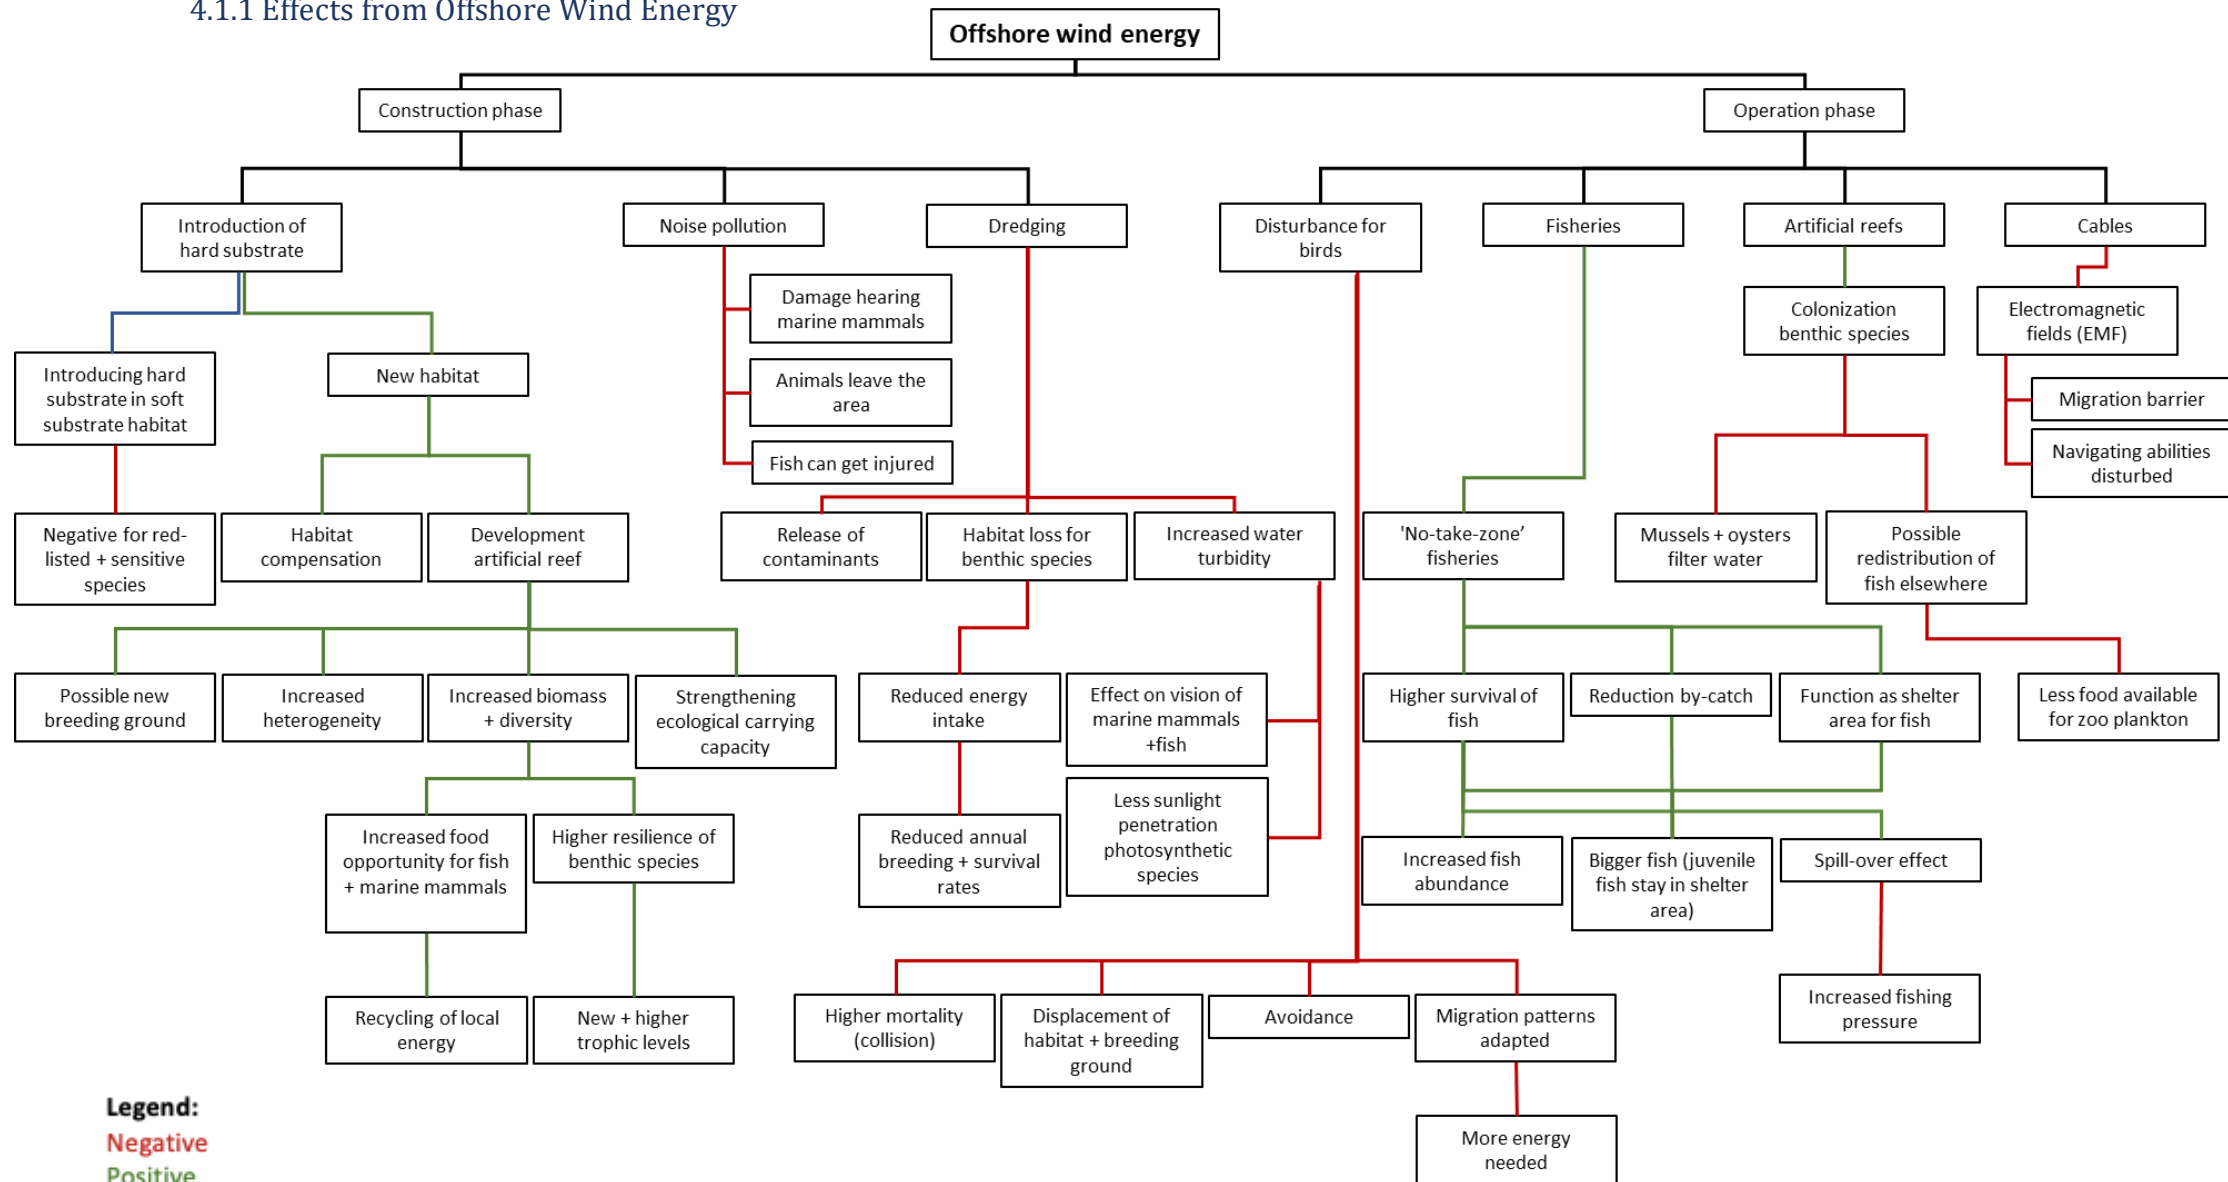 4.1.1 Effects from Offshore Wind Energy
Offshore wind energy
Construction phase
Operation phase
Introduction of
hard substrate
Noise pollution
Dredging
Disturbance for
birds
Fisheries
Artificial reefs
Cables
Damage hearing
marine mammals
Animals leave the
area
Fish can get injured
Colonization
benthic species
Electromagnetic
fields (EMF)
Migration barrier
Navigating abilities
disturbed
Introducing hard
substrate in soft
substrate habitat
New habitat
Negative for red-
listed + sensitive
species
Habitat
compensation
Development
artificial reef
Release of
contaminants
Habitat loss for
benthic species
Increased water
turbidity
'No-take-zone’
fisheries
Mussels + oysters
filter water
Possible
redistribution of
fish elsewhere
Possible new
breeding ground
Increased
heterogeneity
Increased biomass
+ diversity
Strengthening
ecological carrying
capacity
Reduced energy
intake
Effect on vision of
marine mammals
+fish
Higher survival of
fish
Reduction by-catch
Function as shelter
area for fish
Less food available
for zoo plankton
Increased food
opportunity for fish
+ marine mammals
Higher resilience of
benthic species
Reduced annual
breeding + survival
rates
Less sunlight
penetration
photosynthetic
species
Increased fish
abundance
Bigger fish (juvenile
fish stay in shelter
area)
Spill-over effect
Recycling of local
energy
New + higher
trophic levels
Higher mortality
(collision)
Displacement of
habitat + breeding
ground
Avoidance
Migration patterns
adapted
Increased fishing
pressure
More energy
needed
Legend:
Negative
Positive